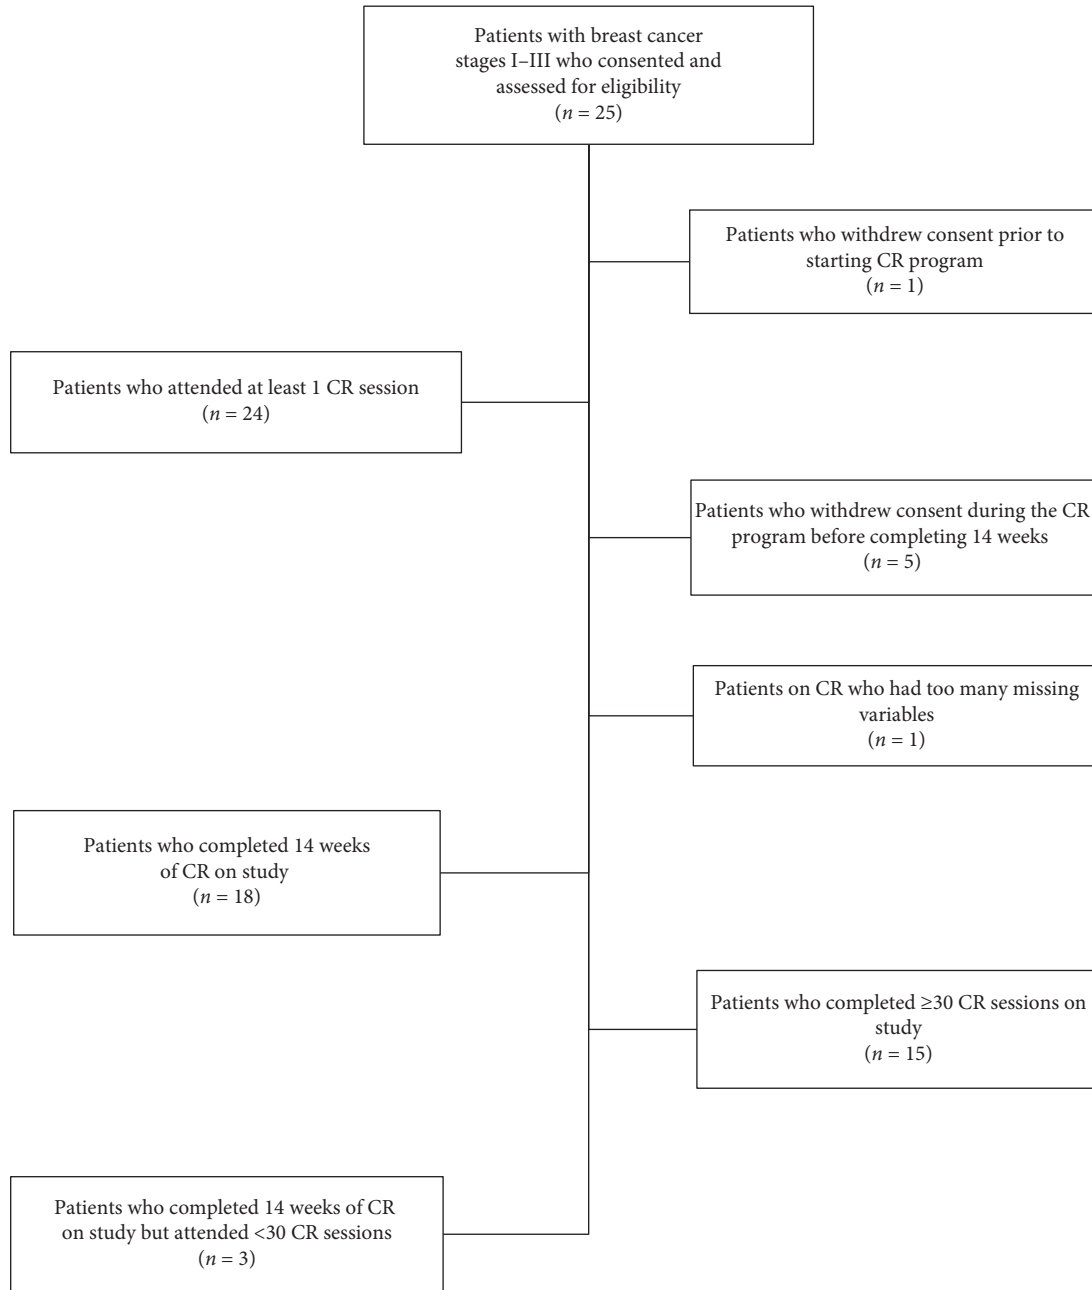 Patients with breast cancer
stages I–III who consented and
assessed for eligibility
(n = 25)
Patients who withdrew consent prior to
starting CR program
(n = 1)
Patients who attended at least 1 CR session
(n = 24)
Patients who withdrew consent during the CR
program before completing 14 weeks
(n = 5)
Patients on CR who had too many missing
variables
(n = 1)
Patients who completed 14 weeks
of CR on study
(n = 18)
Patients who completed ≥30 CR sessions on
study
(n = 15)
Patients who completed 14 weeks of CR
on study but attended <30 CR sessions
(n = 3)